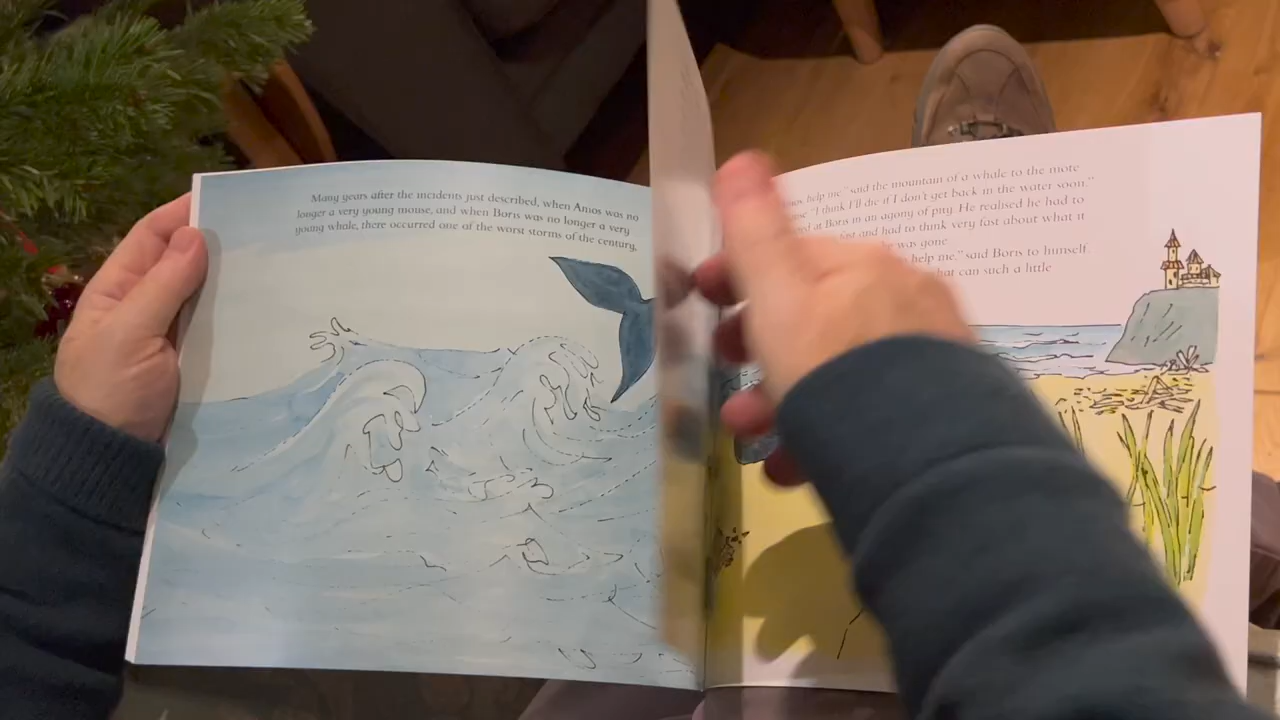 Many years after the incidents just described, when Amos was no
longer a very young mouse, and when Boris was no longer a very
young whale, there occurred one of the worst storms of the century,
help me," said the mountain of a whale to the mote
"I think I'll die if I don't get back in the water soon."
at Boris in an agony of pity. He realised he had to
fast and had to think very fast about what it
he was gone
help me," said Boris to himself.
hat can such a little